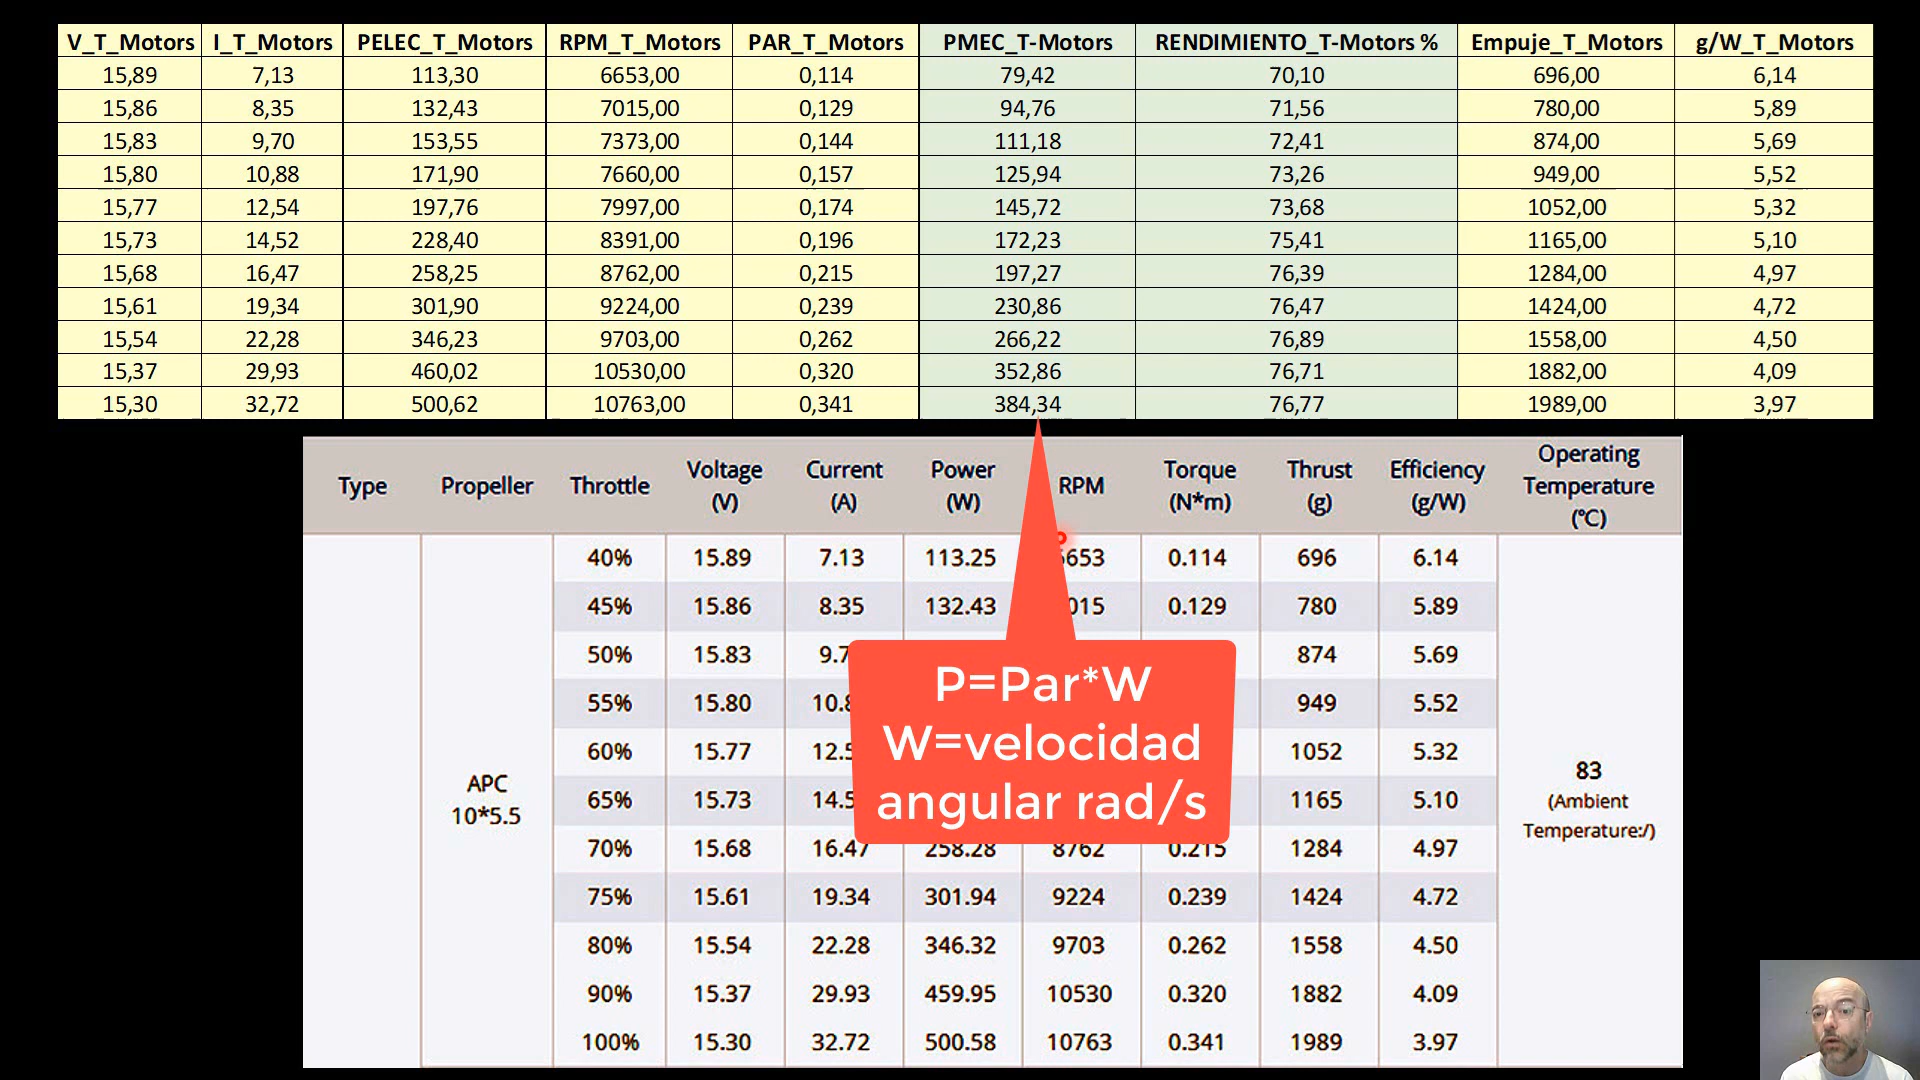 V_T_Motors I_T_Motors PELEC_T_Motors RPM_T_Motors PAR_T_Motors PMEC_T-Motors RENDIMIENTO_T-Motors % Empuje_T_Motors g/W_T_Motors
15,89 7,13 113,30 6653,00 0,114 79,42 70,10 696,00 6,14
15,86 8,35 132,43 7015,00 0,129 94,76 71,56 780,00 5,89
15,83 9,70 153,55 7373,00 0,144 111,18 72,41 874,00 5,69
15,80 10,88 171,90 7660,00 0,157 125,94 73,26 949,00 5,52
15,77 12,54 197,76 7997,00 0,174 145,72 73,68 1052,00 5,32
15,73 14,52 228,40 8391,00 0,196 172,23 75,41 1165,00 5,10
15,68 16,47 258,25 8762,00 0,215 197,27 76,39 1284,00 4,97
15,61 19,34 301,90 9224,00 0,239 230,86 76,47 1424,00 4,72
15,54 22,28 346,23 9703,00 0,262 266,22 76,89 1558,00 4,50
15,37 29,93 460,02 10530,00 0,320 352,86 76,71 1882,00 4,09
15,30 32,72 500,62 10763,00 0,341 384,34 76,77 1989,00 3,97
Type Propeller Throttle Voltage (V) Current (A) Power (W) RPM Torque (N*m) Thrust (g) Efficiency (g/W) Operating Temperature (°C)
40% 15.89 7.13 113.25 6653 0.114 696 6.14
45% 15.86 8.35 132.43 015 0.129 780 5.89
50% 15.83 9.7 874 5.69
55% 15.80 10.8 949 5.52
60% 15.77 12.5 1052 5.32
65% 15.73 14.5 1165 5.10
70% 15.68 16.47 258.28 8762 0.215 1284 4.97
75% 15.61 19.34 301.94 9224 0.239 1424 4.72
80% 15.54 22.28 346.32 9703 0.262 1558 4.50
90% 15.37 29.93 459.95 10530 0.320 1882 4.09
100% 15.30 32.72 500.58 10763 0.341 1989 3.97
APC
10*5.5
83
(Ambient
Temperature:/)
P=Par*W
W=velocidad
angular rad/s